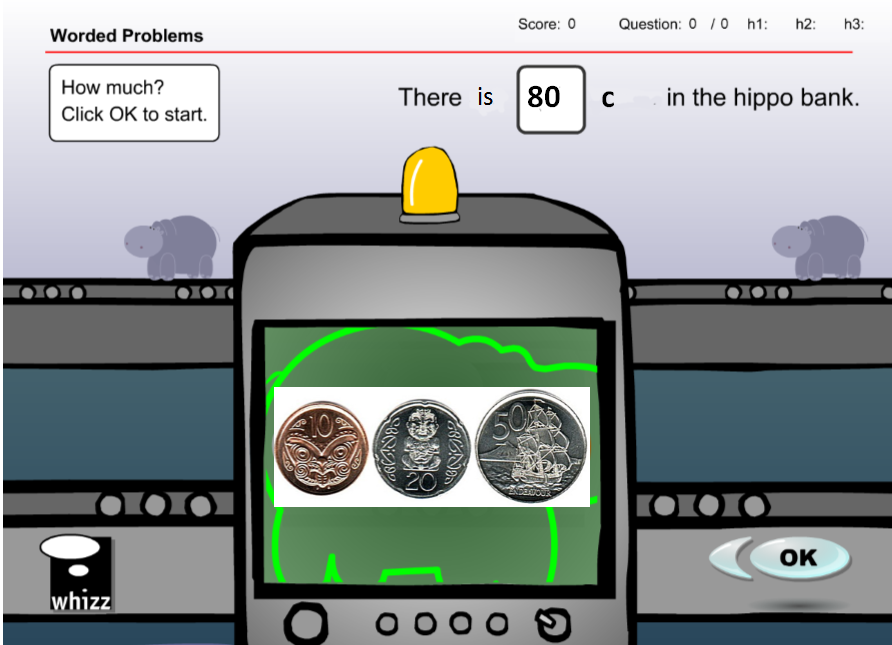 Score: 0 Question: 0 / 0 h1: h2: h3:
Worded Problems
How much?
Click OK to start.
There is 80 c in the hippo bank.
10
20
50
ENDEAVOUR
OK
whizz